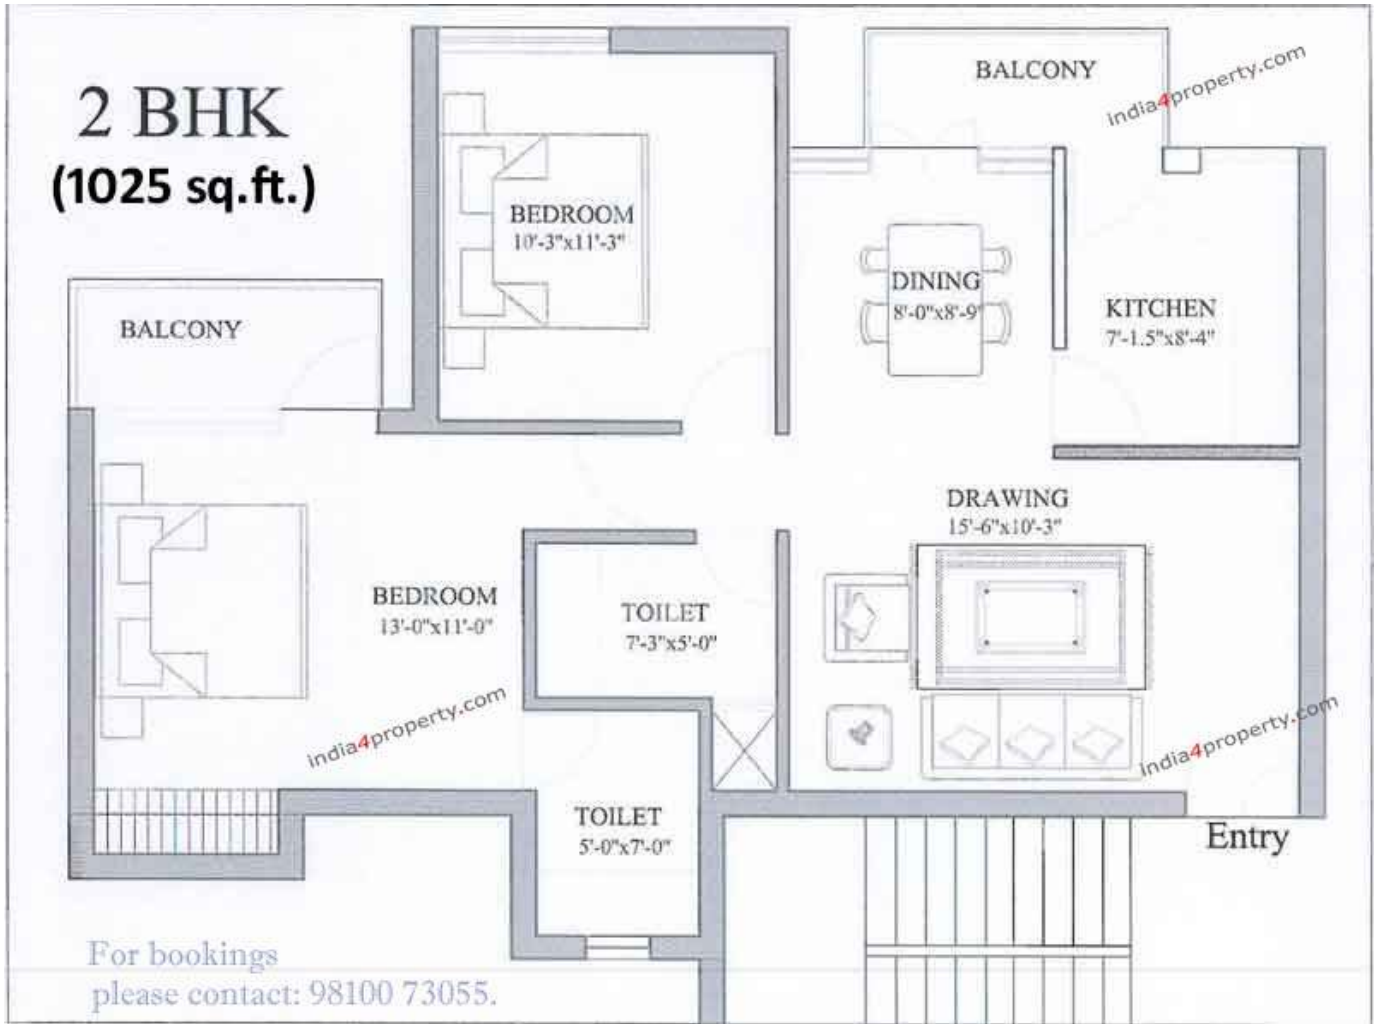 2 BHK
(1025 sq.ft.)
BALCONY
india4property.com
BEDROOM
10'-3"x11'-3"
DINING
8'-0"x8'-9"
KITCHEN
7'-1.5"x8'-4"
BALCONY
DRAWING
15'-6"x10'-3"
BEDROOM
13'-0"x11'-0"
TOILET
7'-3"x5'-0"
india4property.com
india4property.com
TOILET
5'-0"x7'-0"
Entry
For bookings
please contact: 98100 73055.